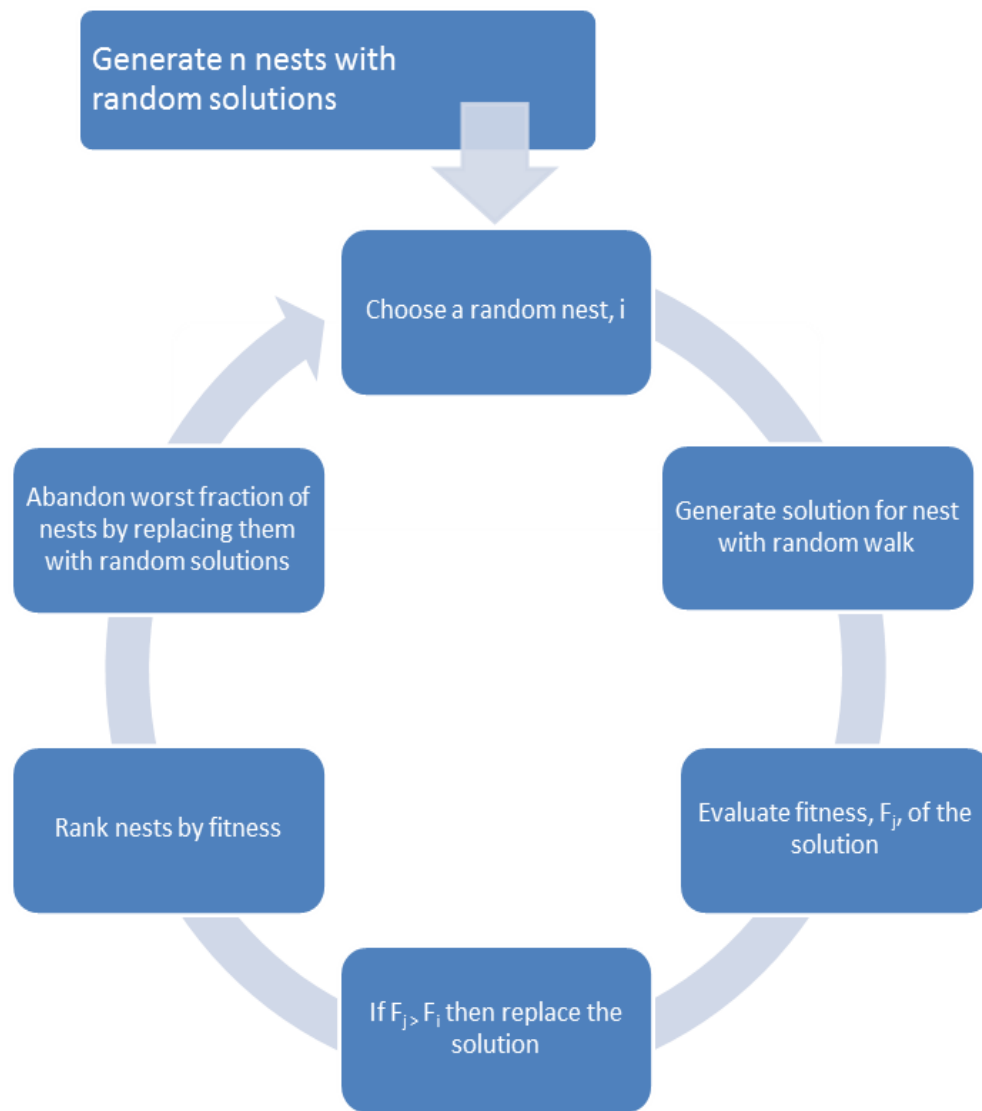 Generate n nests with
random solutions
Choose a random nest, i
Generate solution for nest
with random walk
Evaluate fitness, Fj, of the
solution
If Fj > Fi then replace the
solution
Rank nests by fitness
Abandon worst fraction of
nests by replacing them
with random solutions